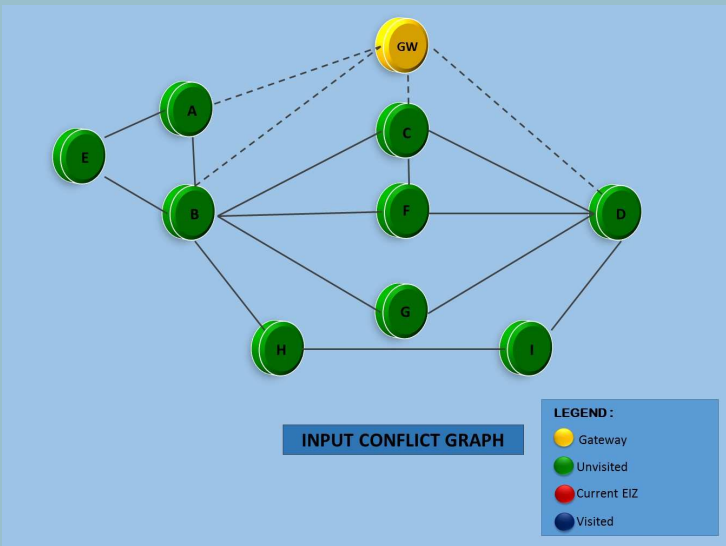 GW
A
C
E
B
F
D
G
H
I
INPUT CONFLICT GRAPH
LEGEND :
Gateway
Unvisited
Current EIZ
Visited